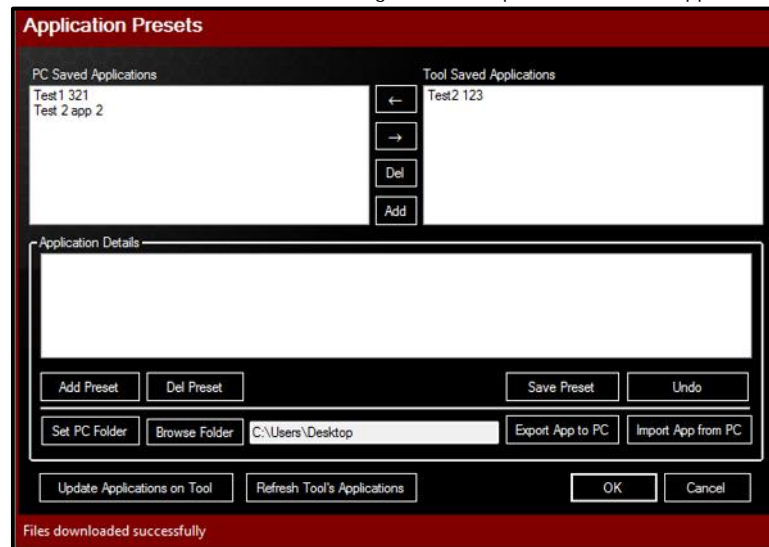 Application Presets
PC Saved Applications
Tool Saved Applications
Test1 321
Test 2 app 2
←
Test2 123
→
Del
Add
Application Details
Add Preset
Del Preset
Save Preset
Undo
Set PC Folder
Browse Folder
C:\Users\Desktop
Export App to PC
Import App from PC
Update Applications on Tool
Refresh Tool's Applications
OK
Cancel
Files downloaded successfully